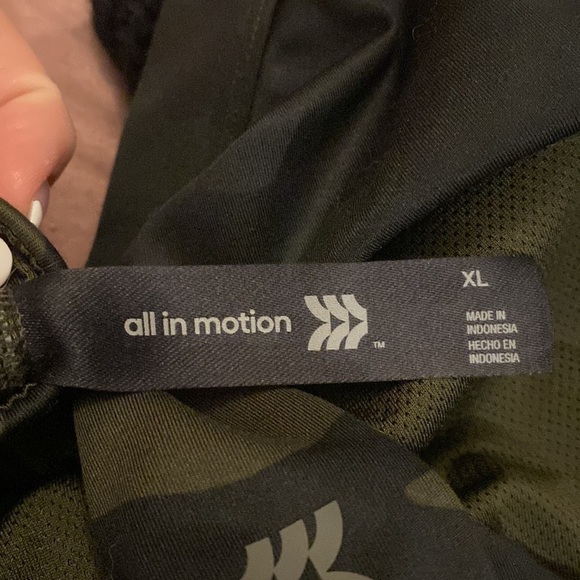 all in motion
TM
XL
MADE IN
INDONESIA
HECHO EN
INDONESIA